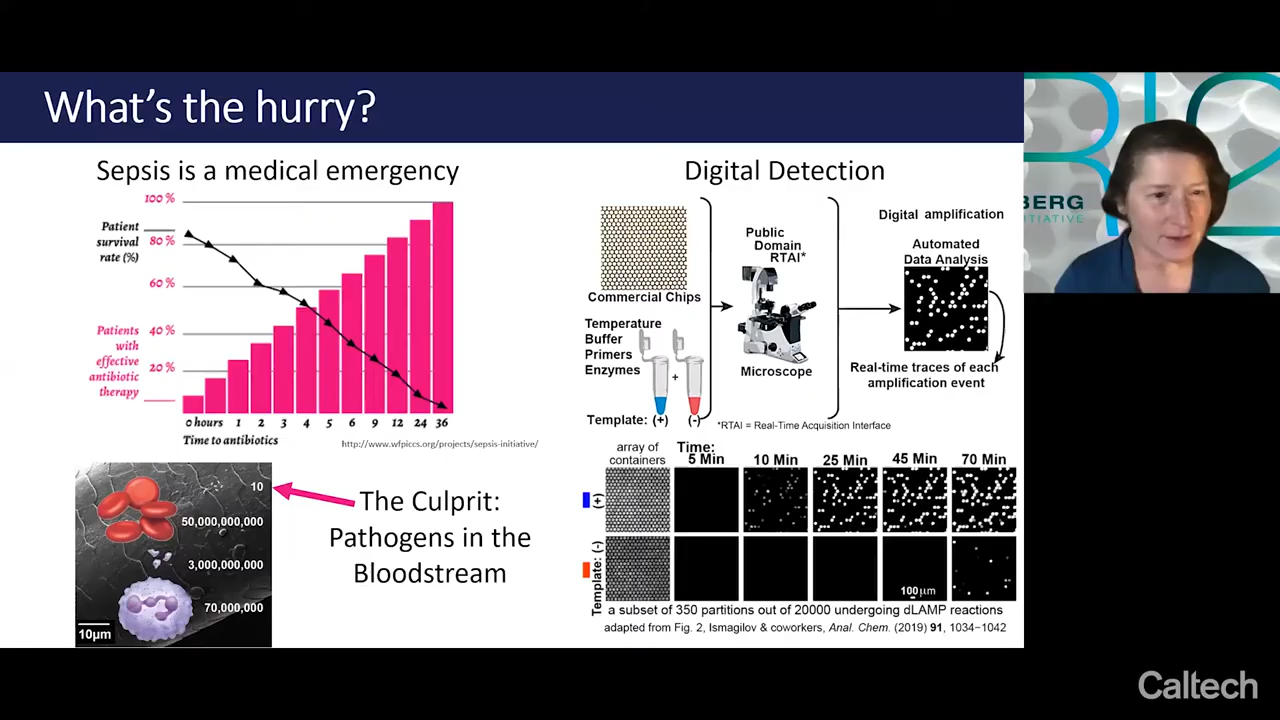 What's the hurry?
Sepsis is a medical emergency
100 %
80 %
60 %
40 %
20 %
Patient
survival
rate (%)
Patients
with
effective
antibiotic
therapy
0 hours 1 2 3 4 5 6 9 12 24 36
Time to antibiotics
http://www.wfpiccs.org/projects/sepsis-initiative/
10
50,000,000,000
3,000,000,000
70,000,000
10μm
The Culprit:
Pathogens in the
Bloodstream
Digital Detection
Commercial Chips
Temperature
Buffer
Primers
Enzymes
+
Template: (+) (-)
Public
Domain
RTAI*
Microscope
*RTAI = Real-Time Acquisition Interface
Digital amplification
Automated
Data Analysis
Real-time traces of each
amplification event
array of
containers
Time:
5 Min 10 Min 25 Min 45 Min 70 Min
(+)
Template: (-)
100μm
a subset of 350 partitions out of 20000 undergoing dLAMP reactions
adapted from Fig. 2, Ismagilov & coworkers, Anal. Chem. (2019) 91, 1034−1042
BERG
ITIATIVE
Caltech